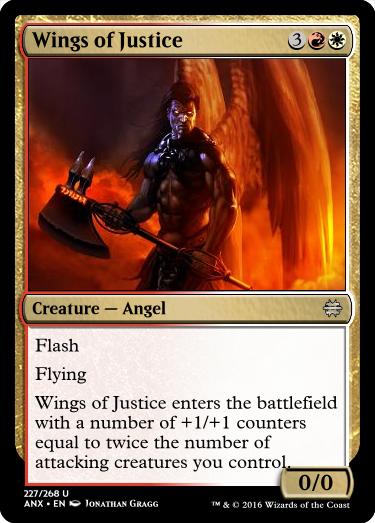 Wings of Justice 3
Creature — Angel
Flash
Flying
Wings of Justice enters the battlefield
with a number of +1/+1 counters
equal to twice the number of
attacking creatures you control.
0/0
227/268 U
ANX • EN Jonathan Gragg ™ & © 2016 Wizards of the Coast